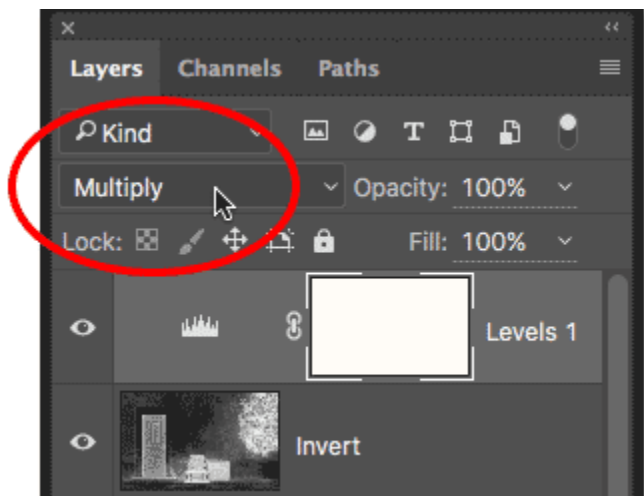 Layers Channels Paths
Kind
Multiply Opacity: 100%
Lock: Fill: 100%
Levels 1
Invert